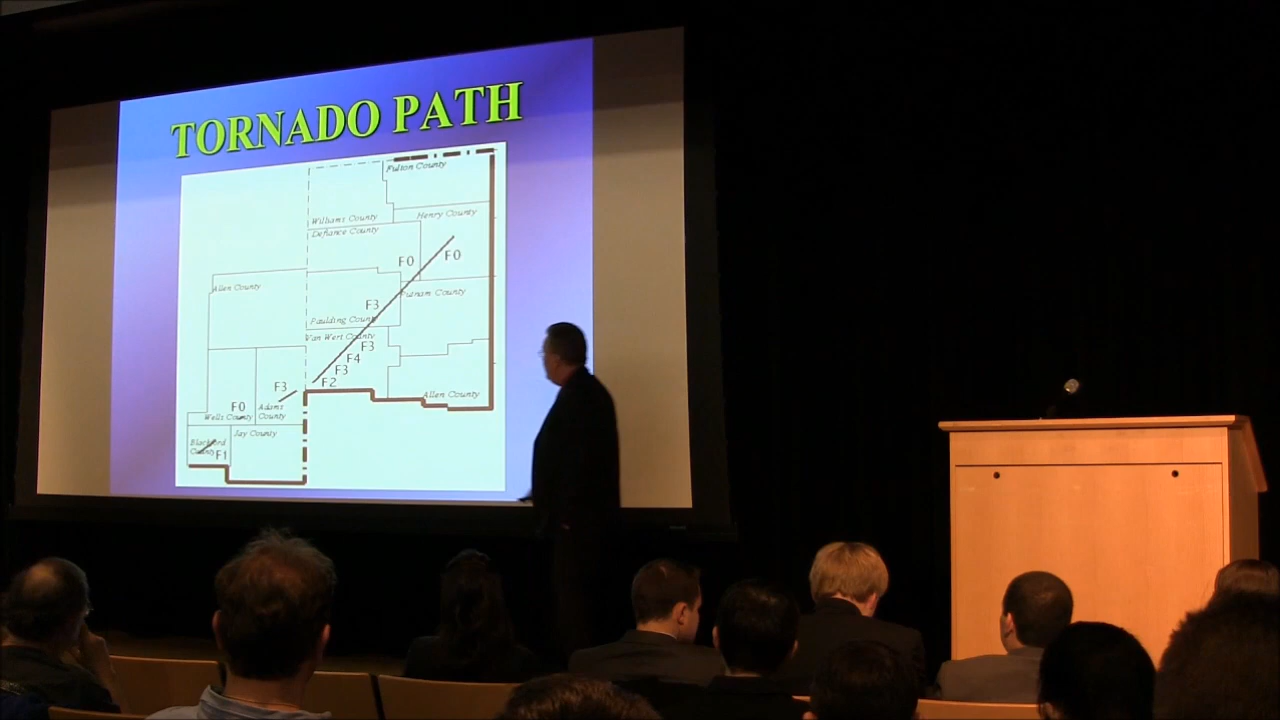 TORNADO PATH
Fulton County
Williams County
Henry County
Defiance County
F0
F0
Allen County
Putnam County
F3
Paulding County
Van Wert County
F3
F4
F3
F2
F3
Allen County
F0
Adams
County
Wells County
Jay County
Blackford
County
F1